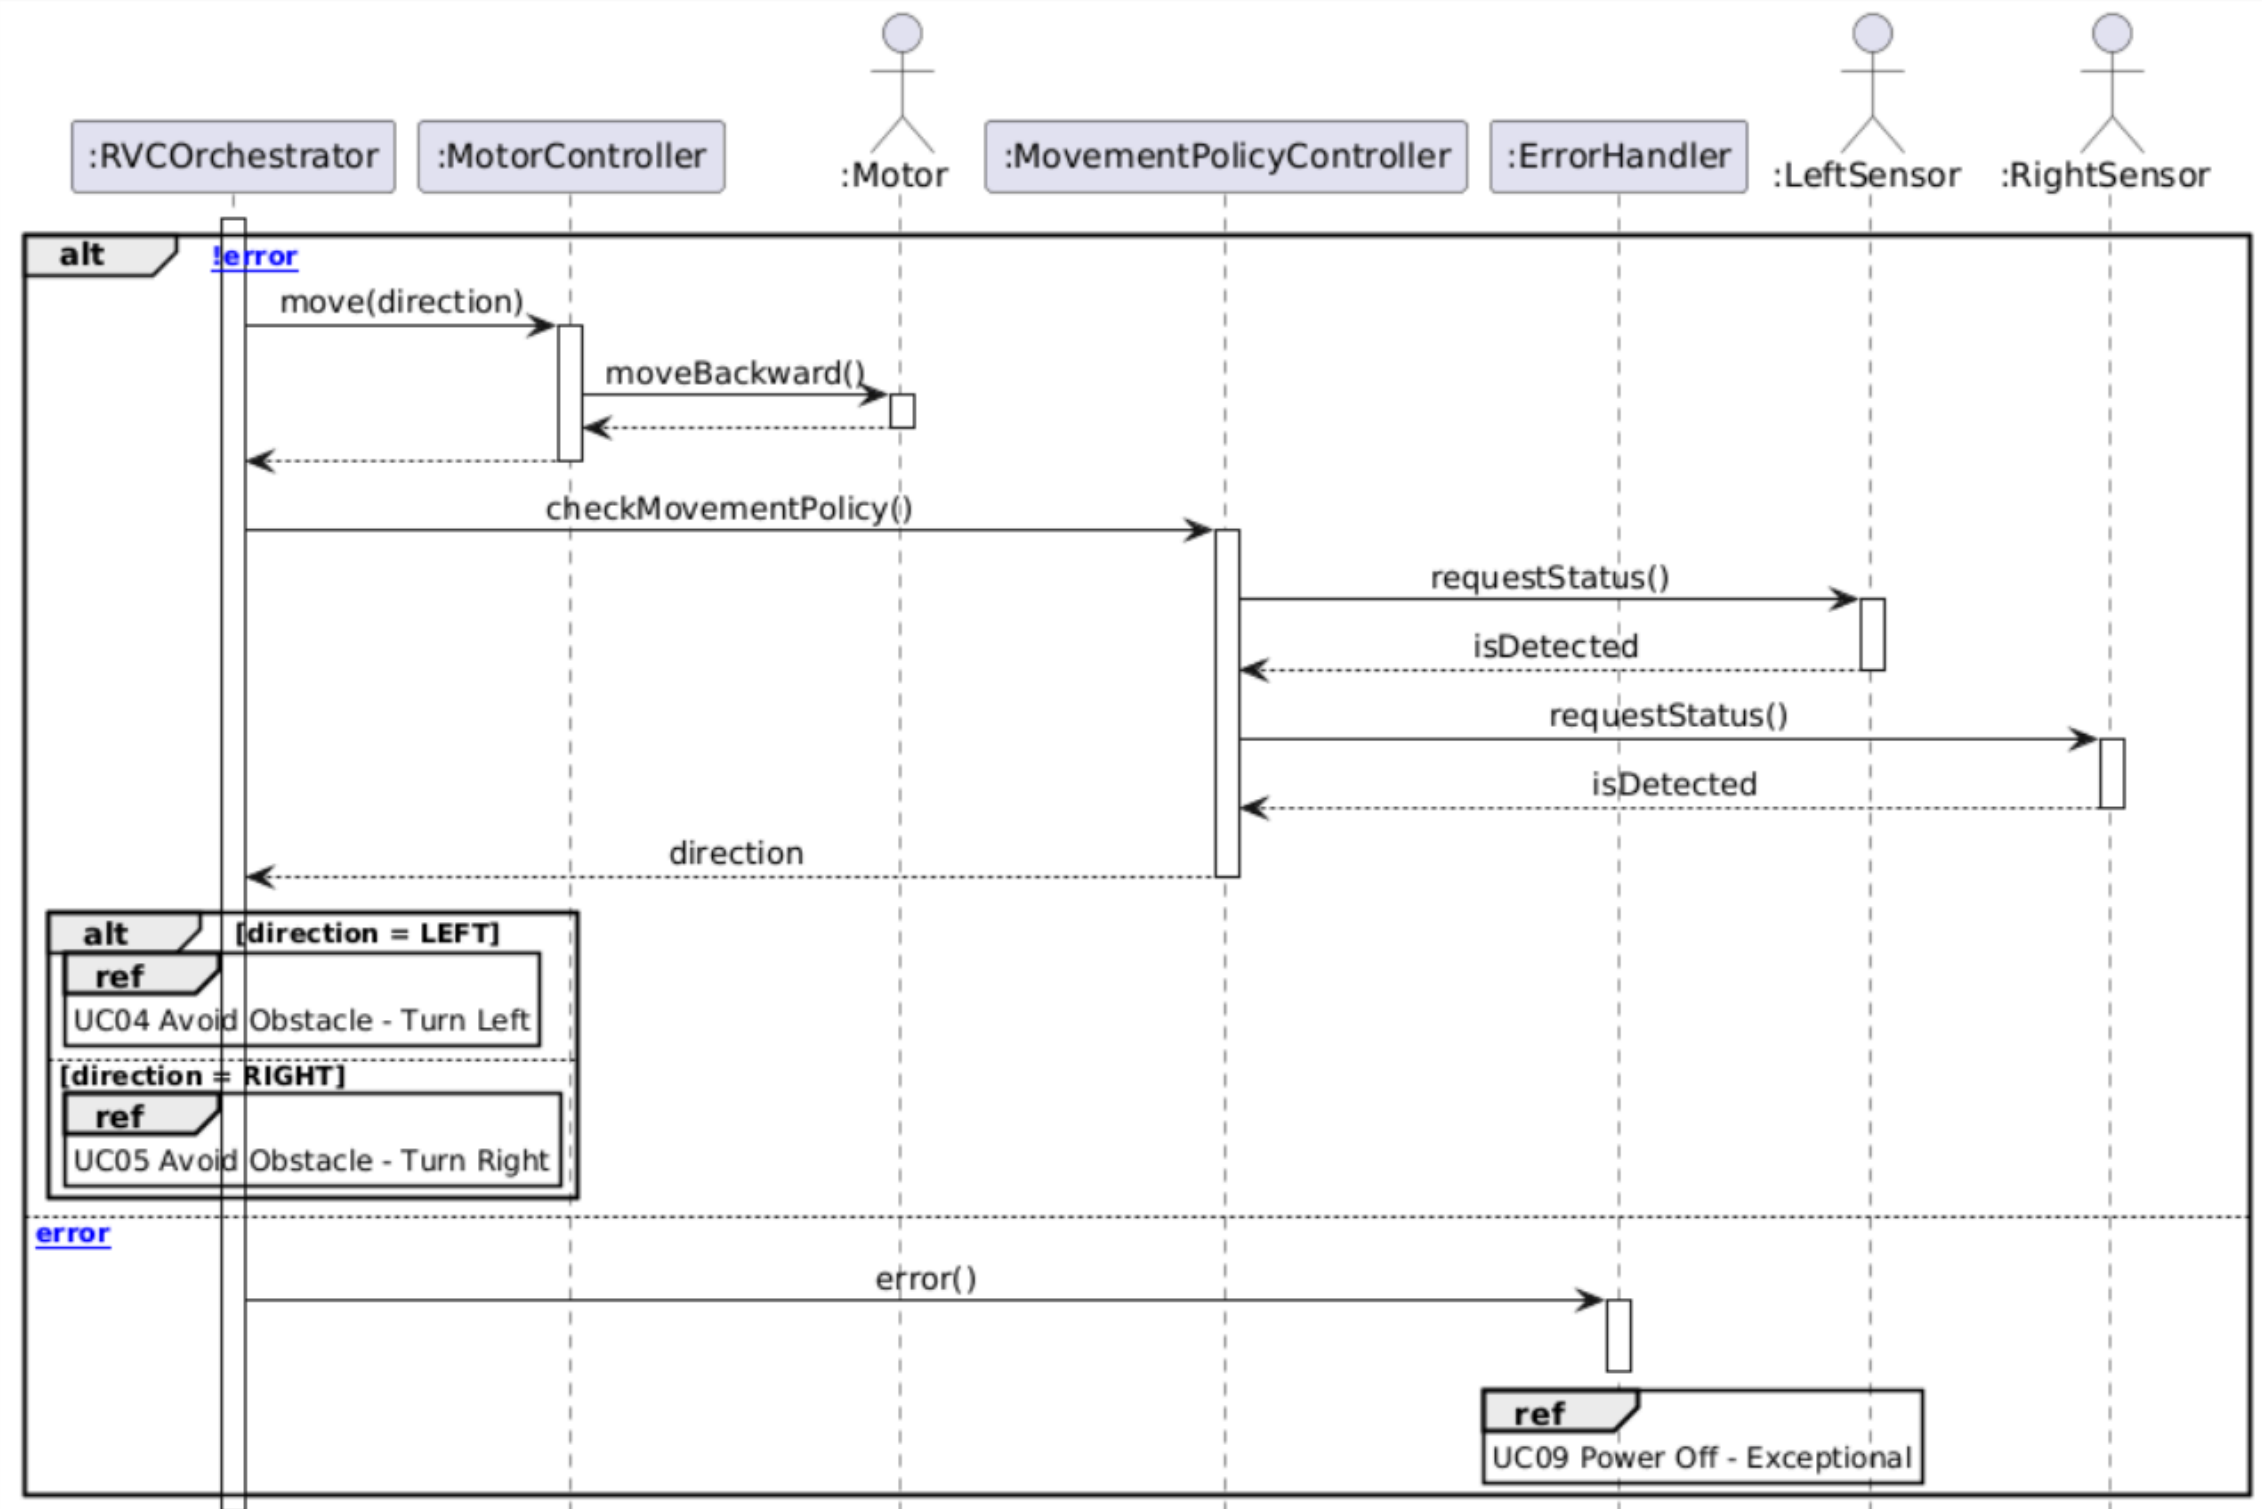 :RVCOrchestrator
:MotorController
:Motor
:MovementPolicyController
:ErrorHandler
:LeftSensor
:RightSensor
alt
!error
move(direction)
moveBackward()
checkMovementPolicy()
requestStatus()
isDetected
requestStatus()
isDetected
direction
alt
[direction = LEFT]
ref
UC04 Avoid Obstacle - Turn Left
[direction = RIGHT]
ref
UC05 Avoid Obstacle - Turn Right
error
error()
ref
UC09 Power Off - Exceptional